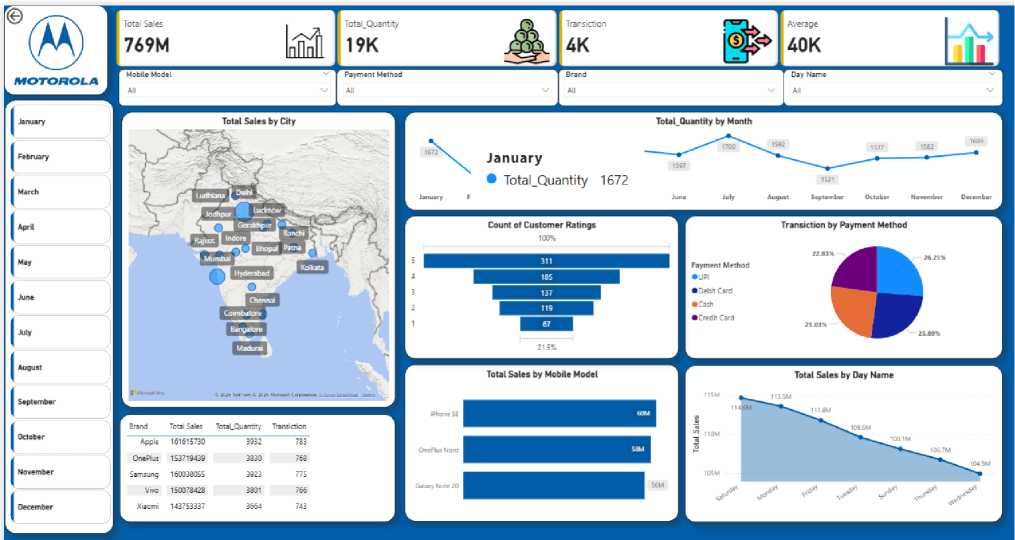 MOTOROLA
Total Sales
769M
Total_Quantity
19K
Transiction
4K
Average
40K
Mobile Model
All
Payment Method
All
Brand
All
Day Name
All
January
February
March
April
May
June
July
August
September
October
November
December
Total Sales by City
Ludhiana
Delhi
Jodhpur
Lucknow
Gorakhpur
Ranchi
Rajkot
Indore
Bhopal
Patna
Mumbai
Kolkata
Hyderabad
Chennai
Coimbatore
Bangalore
Madurai
Total_Quantity by Month
1672
January
Total_Quantity 1672
1597
1700
1592
1521
1577
1582
1609
January
F
June
July
August
September
October
November
December
Count of Customer Ratings
100%
5
311
4
185
3
137
2
119
1
67
21.5%
Transiction by Payment Method
Payment Method
UPI
Debit Card
Cash
Credit Card
22.83%
26.25%
25.03%
25.89%
Total Sales by Mobile Model
iPhone SE
60M
OnePlus Nord
58M
Galaxy Note 20
56M
Total Sales by Day Name
Total Sales
115M
110M
105M
114.6M
113.5M
111.8M
109.6M
108.1M
106.7M
104.9M
Saturday
Monday
Friday
Tuesday
Sunday
Thursday
Wednesday
Brand Total Sales Total_Quantity Transiction
Apple 161615730 3932 783
OnePlus 153719439 3830 768
Samsung 160038055 3923 775
Vivo 150078428 3801 766
Xiaomi 143753337 3664 743